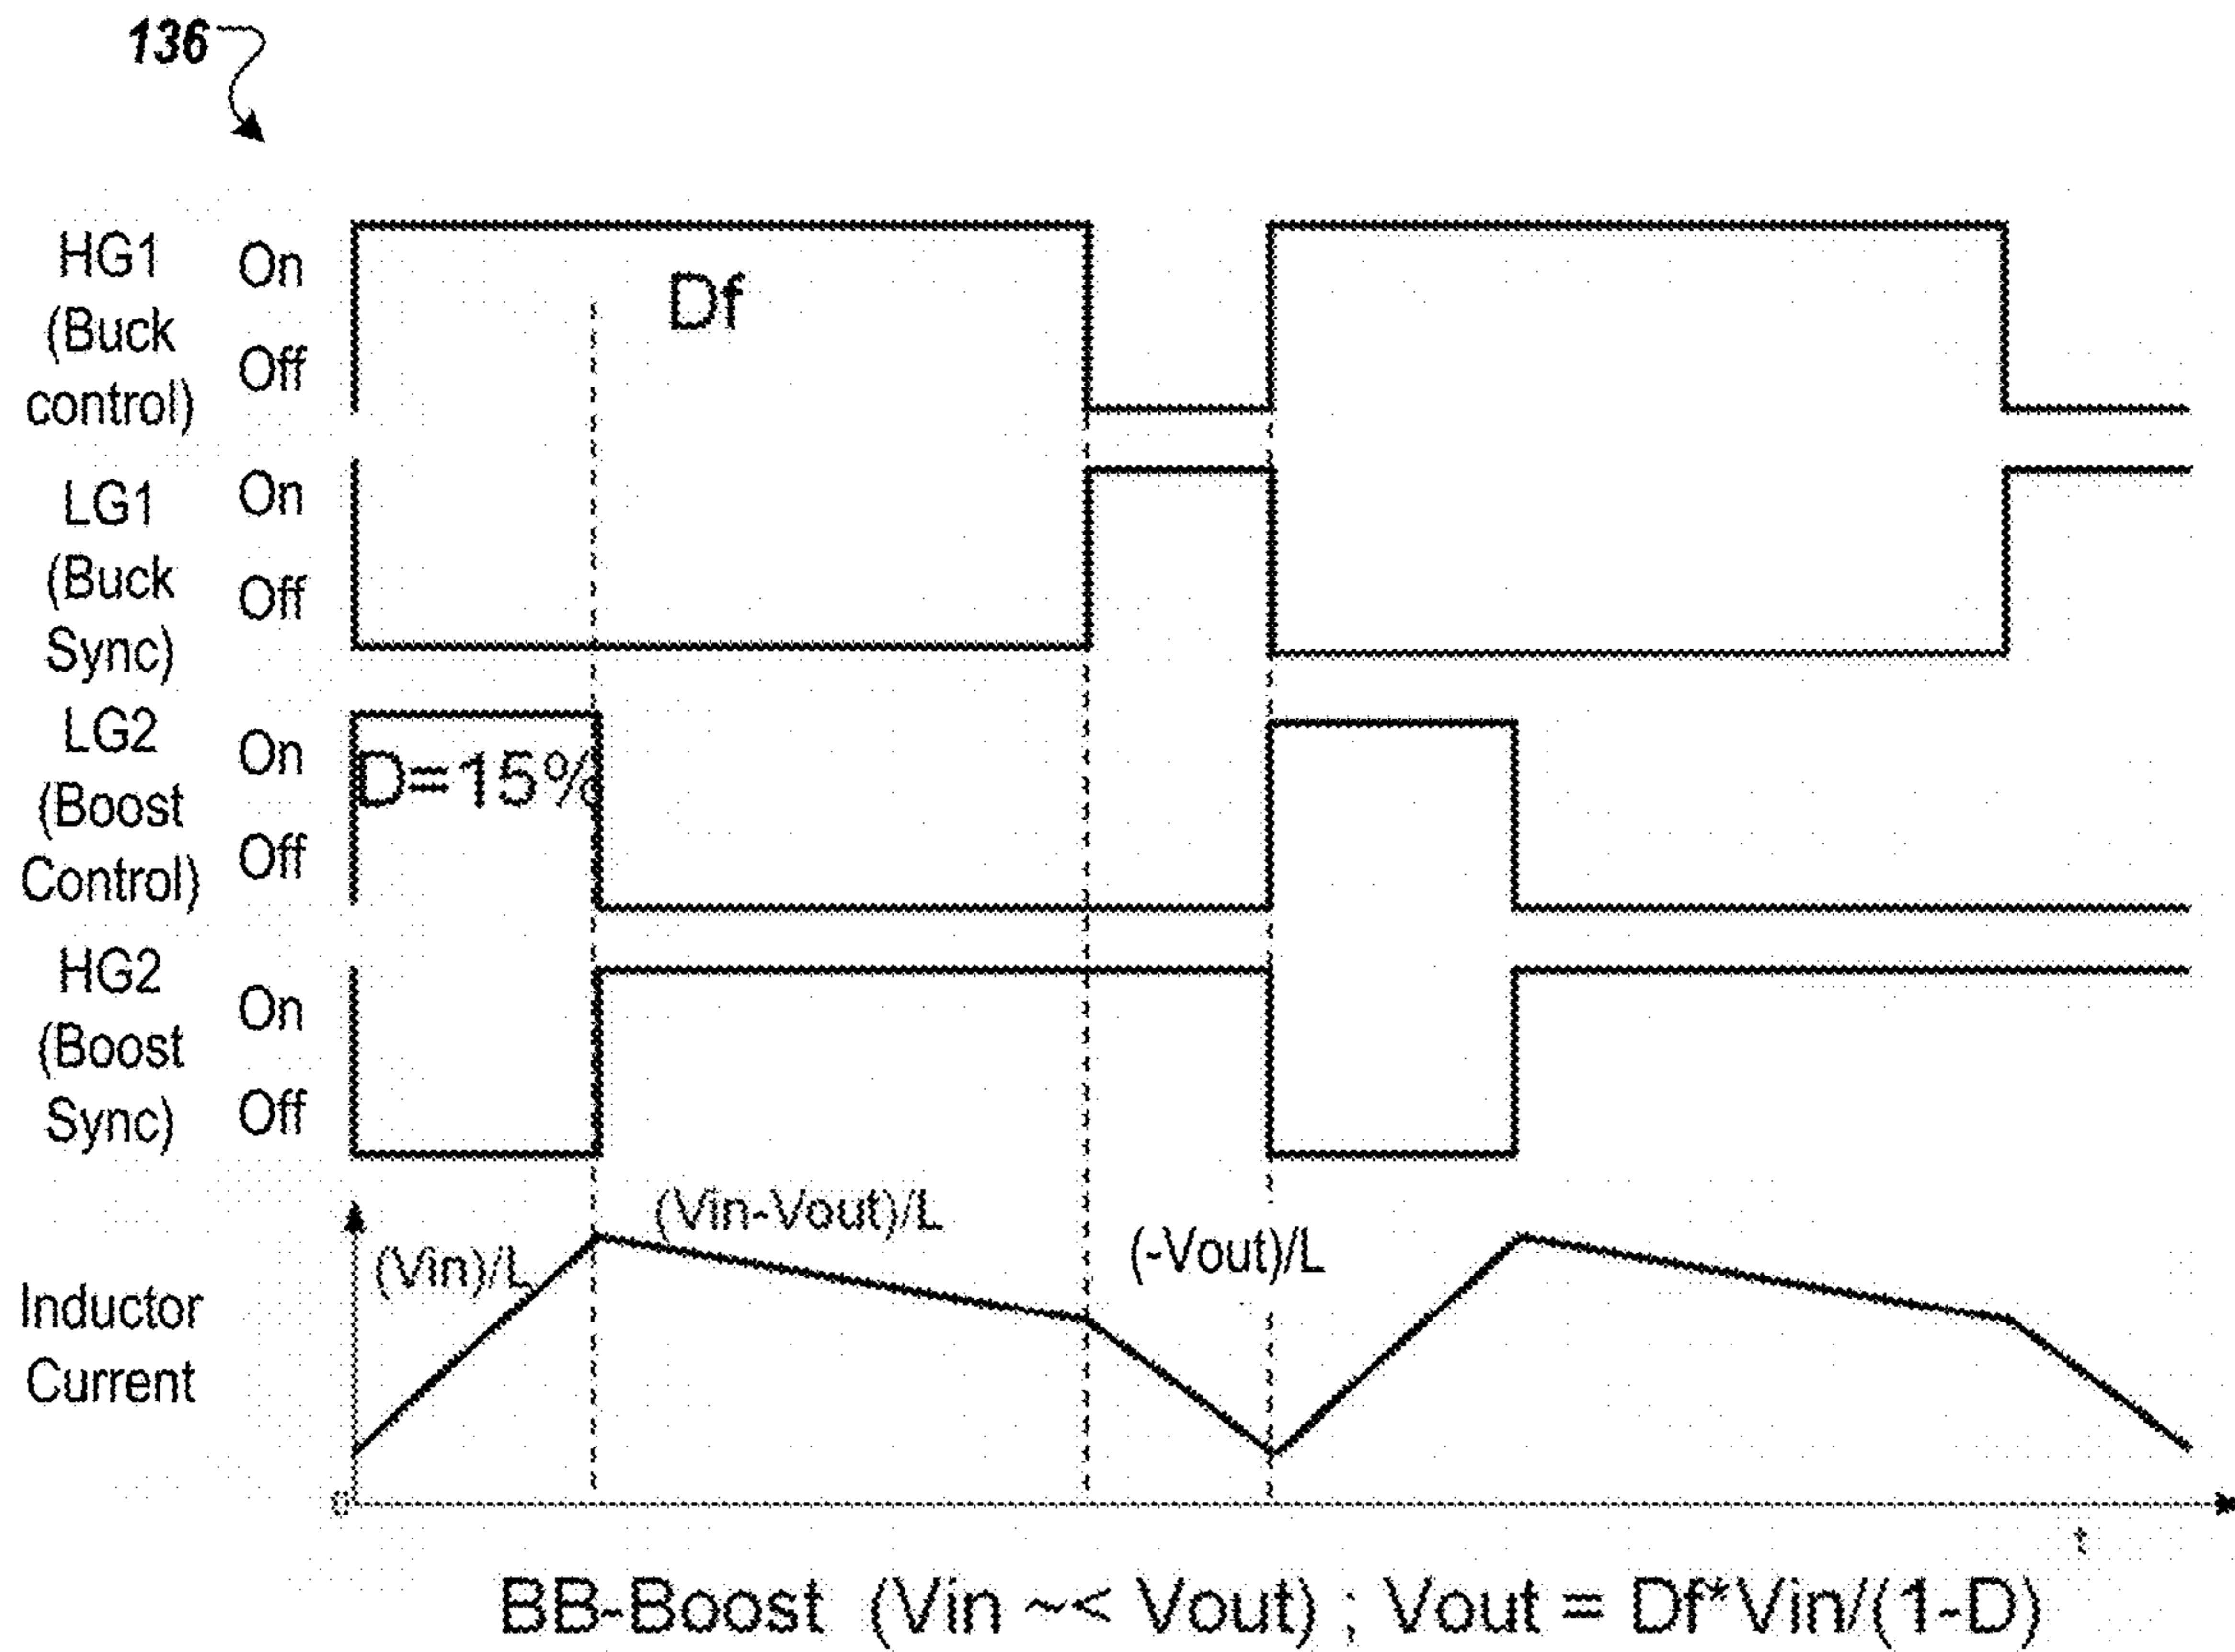 136
HG1
(Buck
control)
On
Off
Df
LG1
(Buck
Sync)
On
Off
LG2
(Boost
Control)
On
Off
D=15%
HG2
(Boost
Sync)
On
Off
Inductor
Current
(Vin)/L
(Vin-Vout)/L
(-Vout)/L
0
t
BB-Boost (Vin ~< Vout) ; Vout = Df*Vin/(1-D)